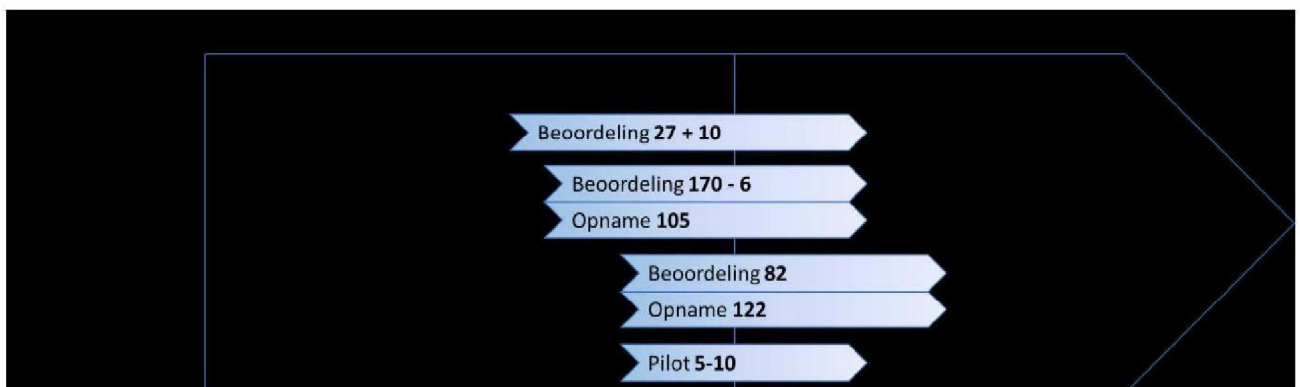 Beoordeling 27 + 10
Beoordeling 170 - 6
Opname 105
Beoordeling 82
Opname 122
Pilot 5-10